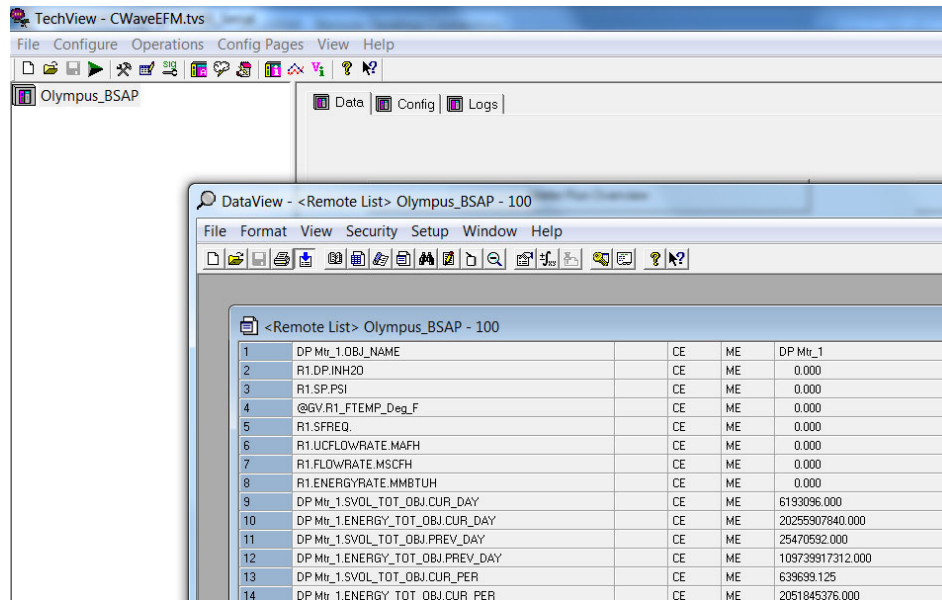 TechView - CWaveEFM.tvs
File Configure Operations Config Pages View Help
Olympus_BSAP
Data Config Logs
DataView - <Remote List> Olympus_BSAP - 100
File Format View Security Setup Window Help
<Remote List> Olympus_BSAP - 100
1 DP Mtr_1.OBJ_NAME CE ME DP Mtr_1
2 R1.DP.INH2O CE ME 0.000
3 R1.SP.PSI CE ME 0.000
4 @GV.R1_FTEMP_Deg_F CE ME 0.000
5 R1.SFREQ. CE ME 0.000
6 R1.UCFLOWRATE.MAFH CE ME 0.000
7 R1.FLOWRATE.MSCFH CE ME 0.000
8 R1.ENERGYRATE.MMBTUH CE ME 0.000
9 DP Mtr_1.SVOL_TOT_OBJ.CUR_DAY CE ME 6193096.000
10 DP Mtr_1.ENERGY_TOT_OBJ.CUR_DAY CE ME 20255907840.000
11 DP Mtr_1.SVOL_TOT_OBJ.PREV_DAY CE ME 25470592.000
12 DP Mtr_1.ENERGY_TOT_OBJ.PREV_DAY CE ME 109739917312.000
13 DP Mtr_1.SVOL_TOT_OBJ.CUR_PER CE ME 639699.125
14 DP Mtr_1.ENERGY_TOT_OBJ.CUR_PER CE ME 2051845376.000